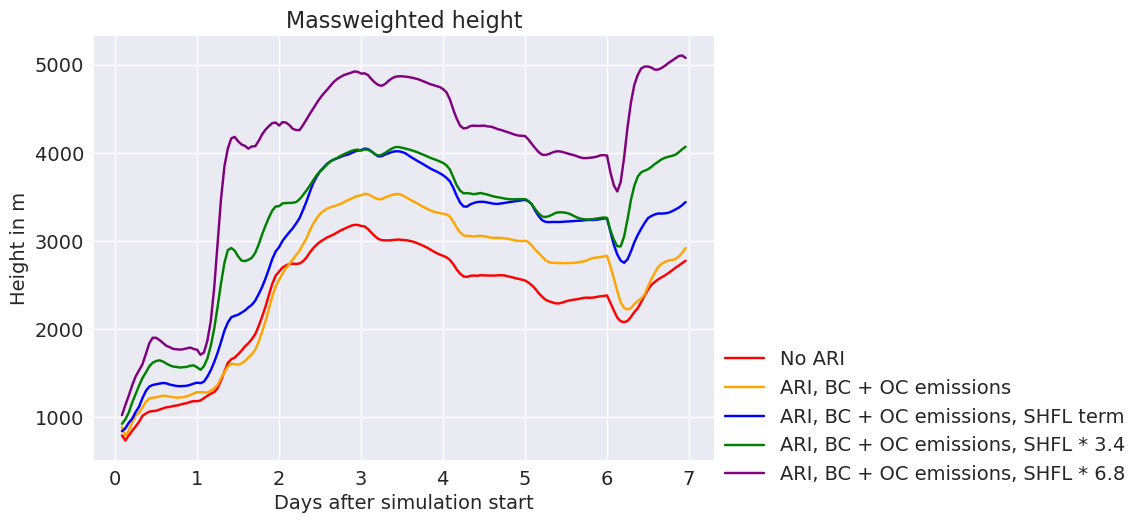 Massweighted height
Height in m
5000
4000
3000
2000
1000
0 1 2 3 4 5 6 7
Days after simulation start
No ARI
ARI, BC + OC emissions
ARI, BC + OC emissions, SHFL term
ARI, BC + OC emissions, SHFL * 3.4
ARI, BC + OC emissions, SHFL * 6.8